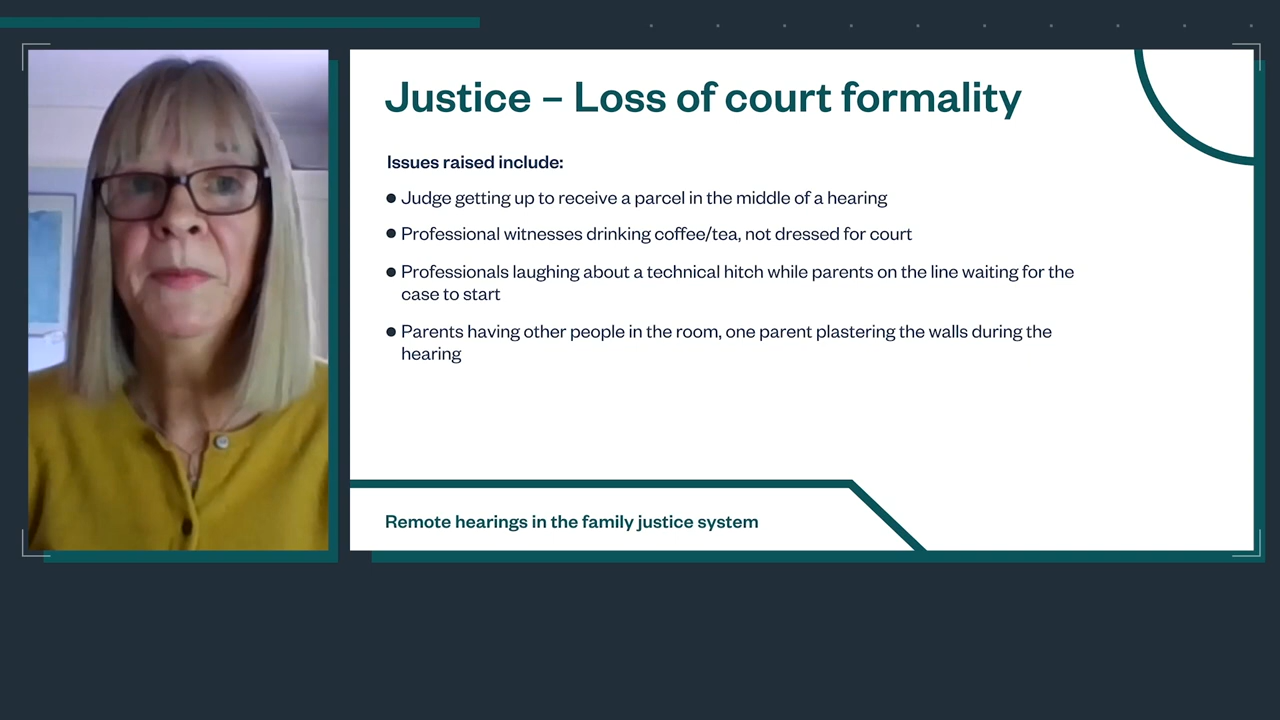 Justice – Loss of court formality
Issues raised include:
● Judge getting up to receive a parcel in the middle of a hearing
● Professional witnesses drinking coffee/tea, not dressed for court
● Professionals laughing about a technical hitch while parents on the line waiting for the
case to start
● Parents having other people in the room, one parent plastering the walls during the
hearing
Remote hearings in the family justice system